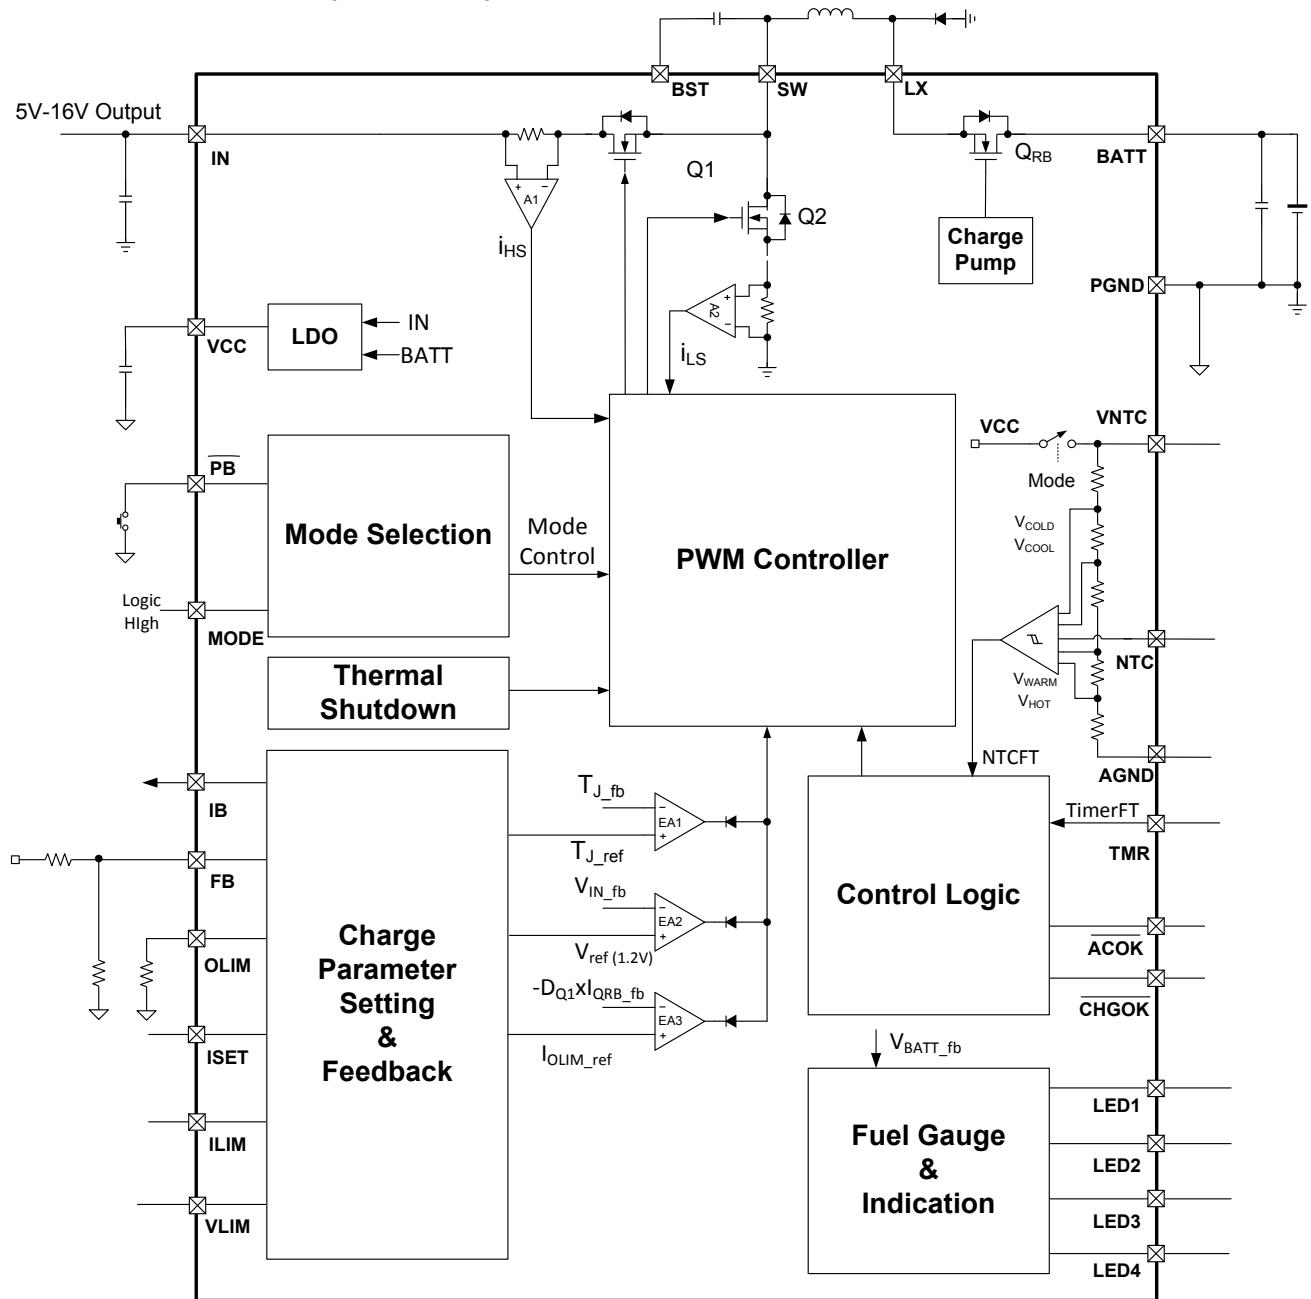 BST
SW
LX
5V-16V Output
IN
Q1
QRB
BATT
A1
+ −
iHS
Q2
Charge
Pump
PGND
A2
+
−
iLS
VCC
LDO
IN
BATT
VCC
VNTC
Mode
PB
Mode Selection
Mode
Control
PWM Controller
VCOLD
VCOOL
Logic
HIgh
MODE
NTC
VWARM
VHOT
Thermal
Shutdown
NTCFT
AGND
IB
TJ_fb
−
EA1
+
TJ_ref
TimerFT
TMR
FB
VIN_fb
−
EA2
+
Vref (1.2V)
Control Logic
OLIM
Charge
Parameter
Setting
&
Feedback
ACOK
-DQ1xIQRB_fb
−
EA3
+
IOLIM_ref
CHGOK
ISET
VBATT_fb
ILIM
VLIM
Fuel Gauge
&
Indication
LED1
LED2
LED3
LED4